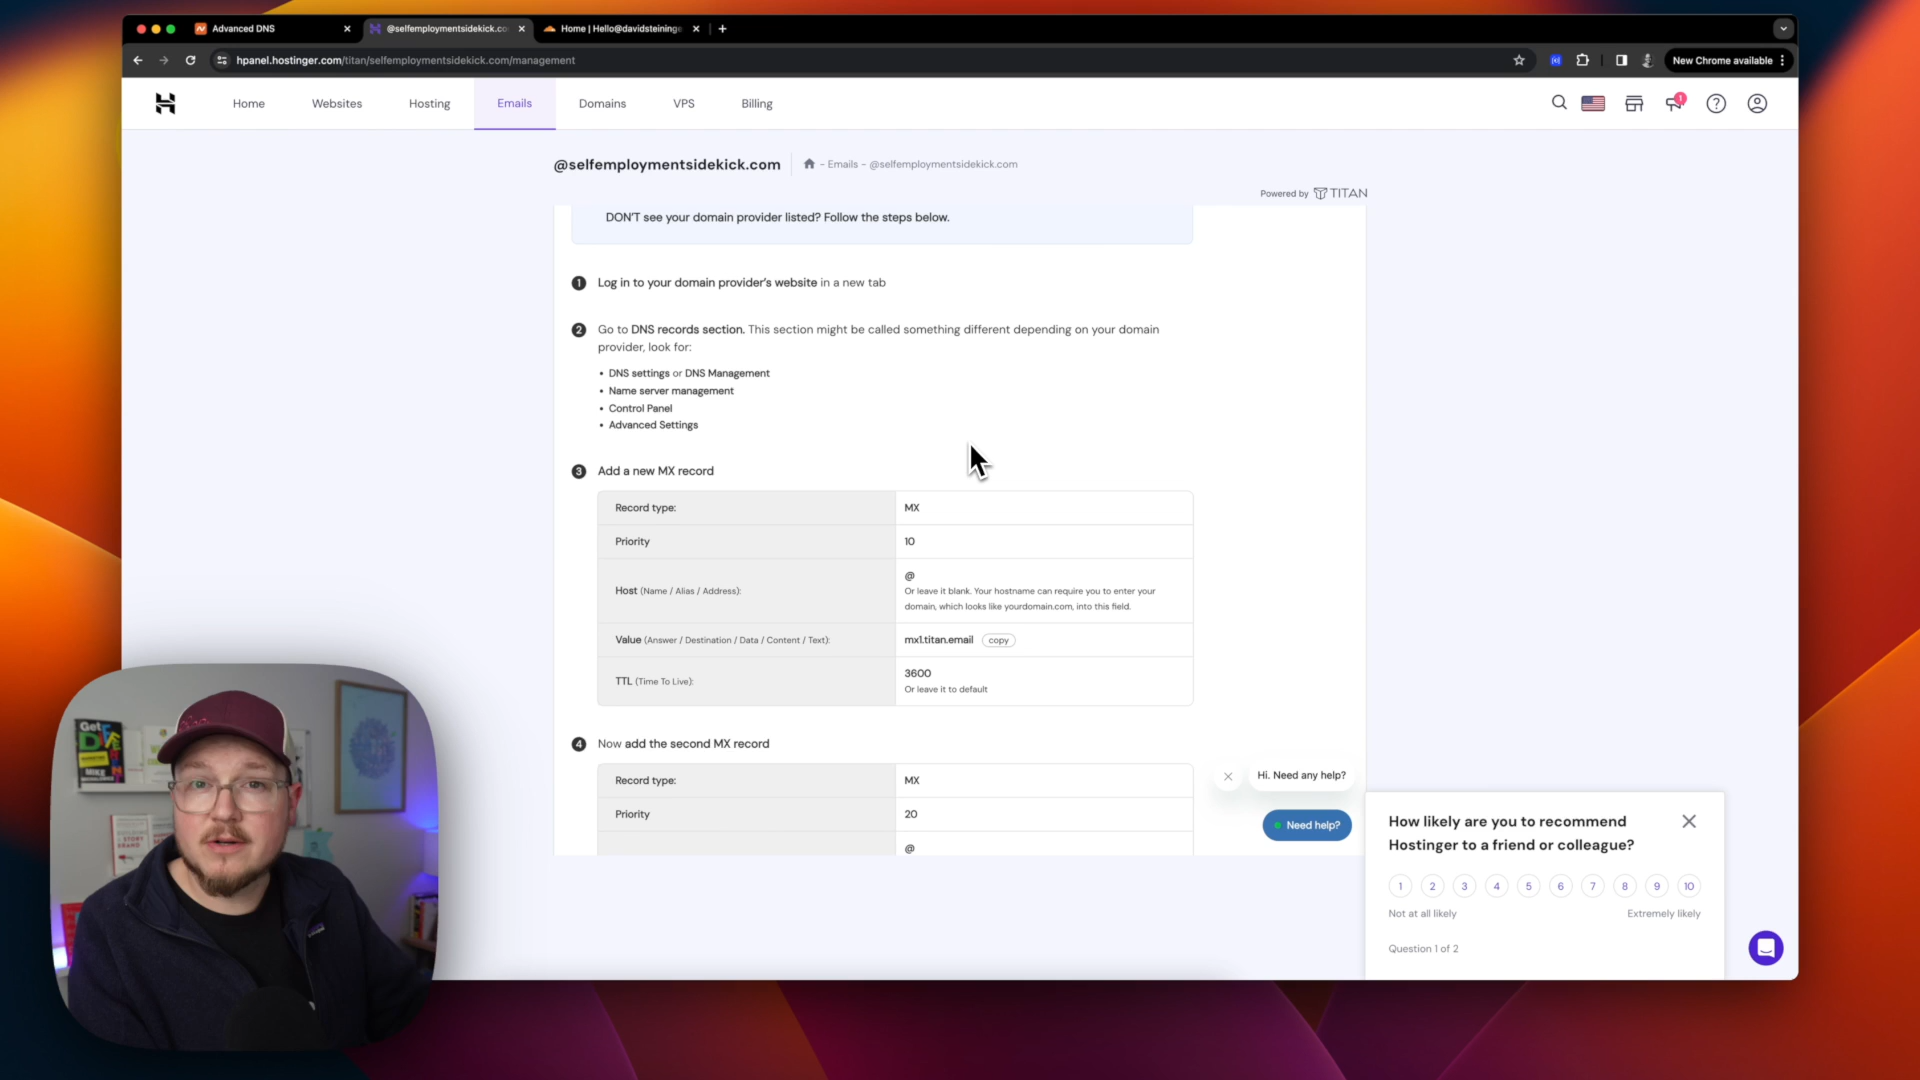 Advanced DNS
@selfemploymentsidekick.co
Home | Hello@davidsteininge
hpanel.hostinger.com/titan/selfemploymentsidekick.com/management
New Chrome available
Home
Websites
Hosting
Emails
Domains
VPS
Billing
1
@selfemploymentsidekick.com
- Emails - @selfemploymentsidekick.com
Powered by TITAN
DON'T see your domain provider listed? Follow the steps below.
1 Log in to your domain provider's website in a new tab
2 Go to DNS records section. This section might be called something different depending on your domain
provider, look for:
• DNS settings or DNS Management
• Name server management
• Control Panel
• Advanced Settings
3 Add a new MX record
Record type: MX
Priority 10
Host (Name / Alias / Address): @
Or leave it blank. Your hostname can require you to enter your
domain, which looks like yourdomain.com, into this field.
Value (Answer / Destination / Data / Content / Text): mx1.titan.email copy
TTL (Time To Live): 3600
Or leave it to default
4 Now add the second MX record
Record type: MX
Priority 20
@
Hi. Need any help?
Need help?
How likely are you to recommend
Hostinger to a friend or colleague?
1 2 3 4 5 6 7 8 9 10
Not at all likely Extremely likely
Question 1 of 2
Get
MIKE